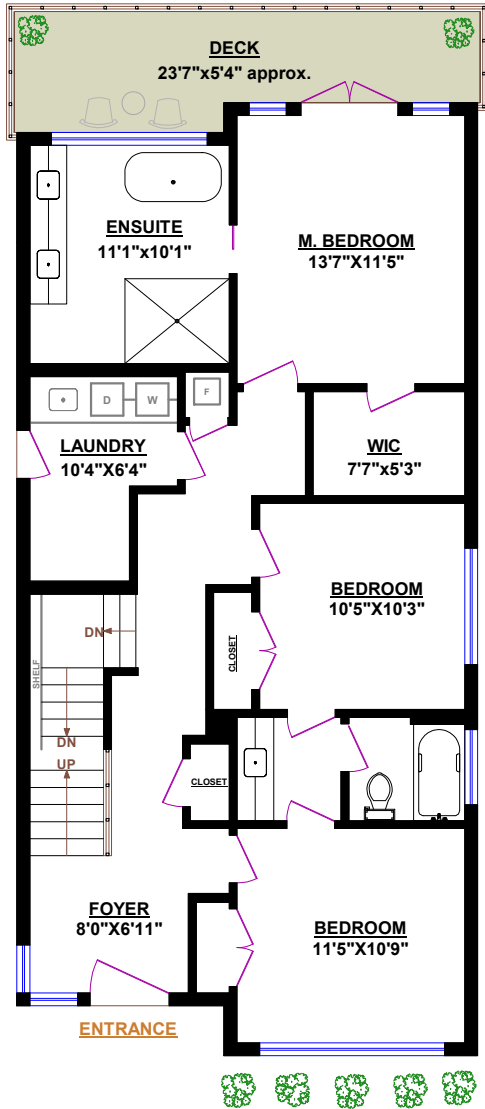 DECK
23'7"x5'4" approx.
ENSUITE
11'1"x10'1"
M. BEDROOM
13'7"X11'5"
F
D
W
LAUNDRY
10'4"X6'4"
WIC
7'7"x5'3"
BEDROOM
10'5"X10'3"
SHELF
DN
CLOSET
DN
UP
CLOSET
FOYER
8'0"X6'11"
BEDROOM
11'5"X10'9"
ENTRANCE